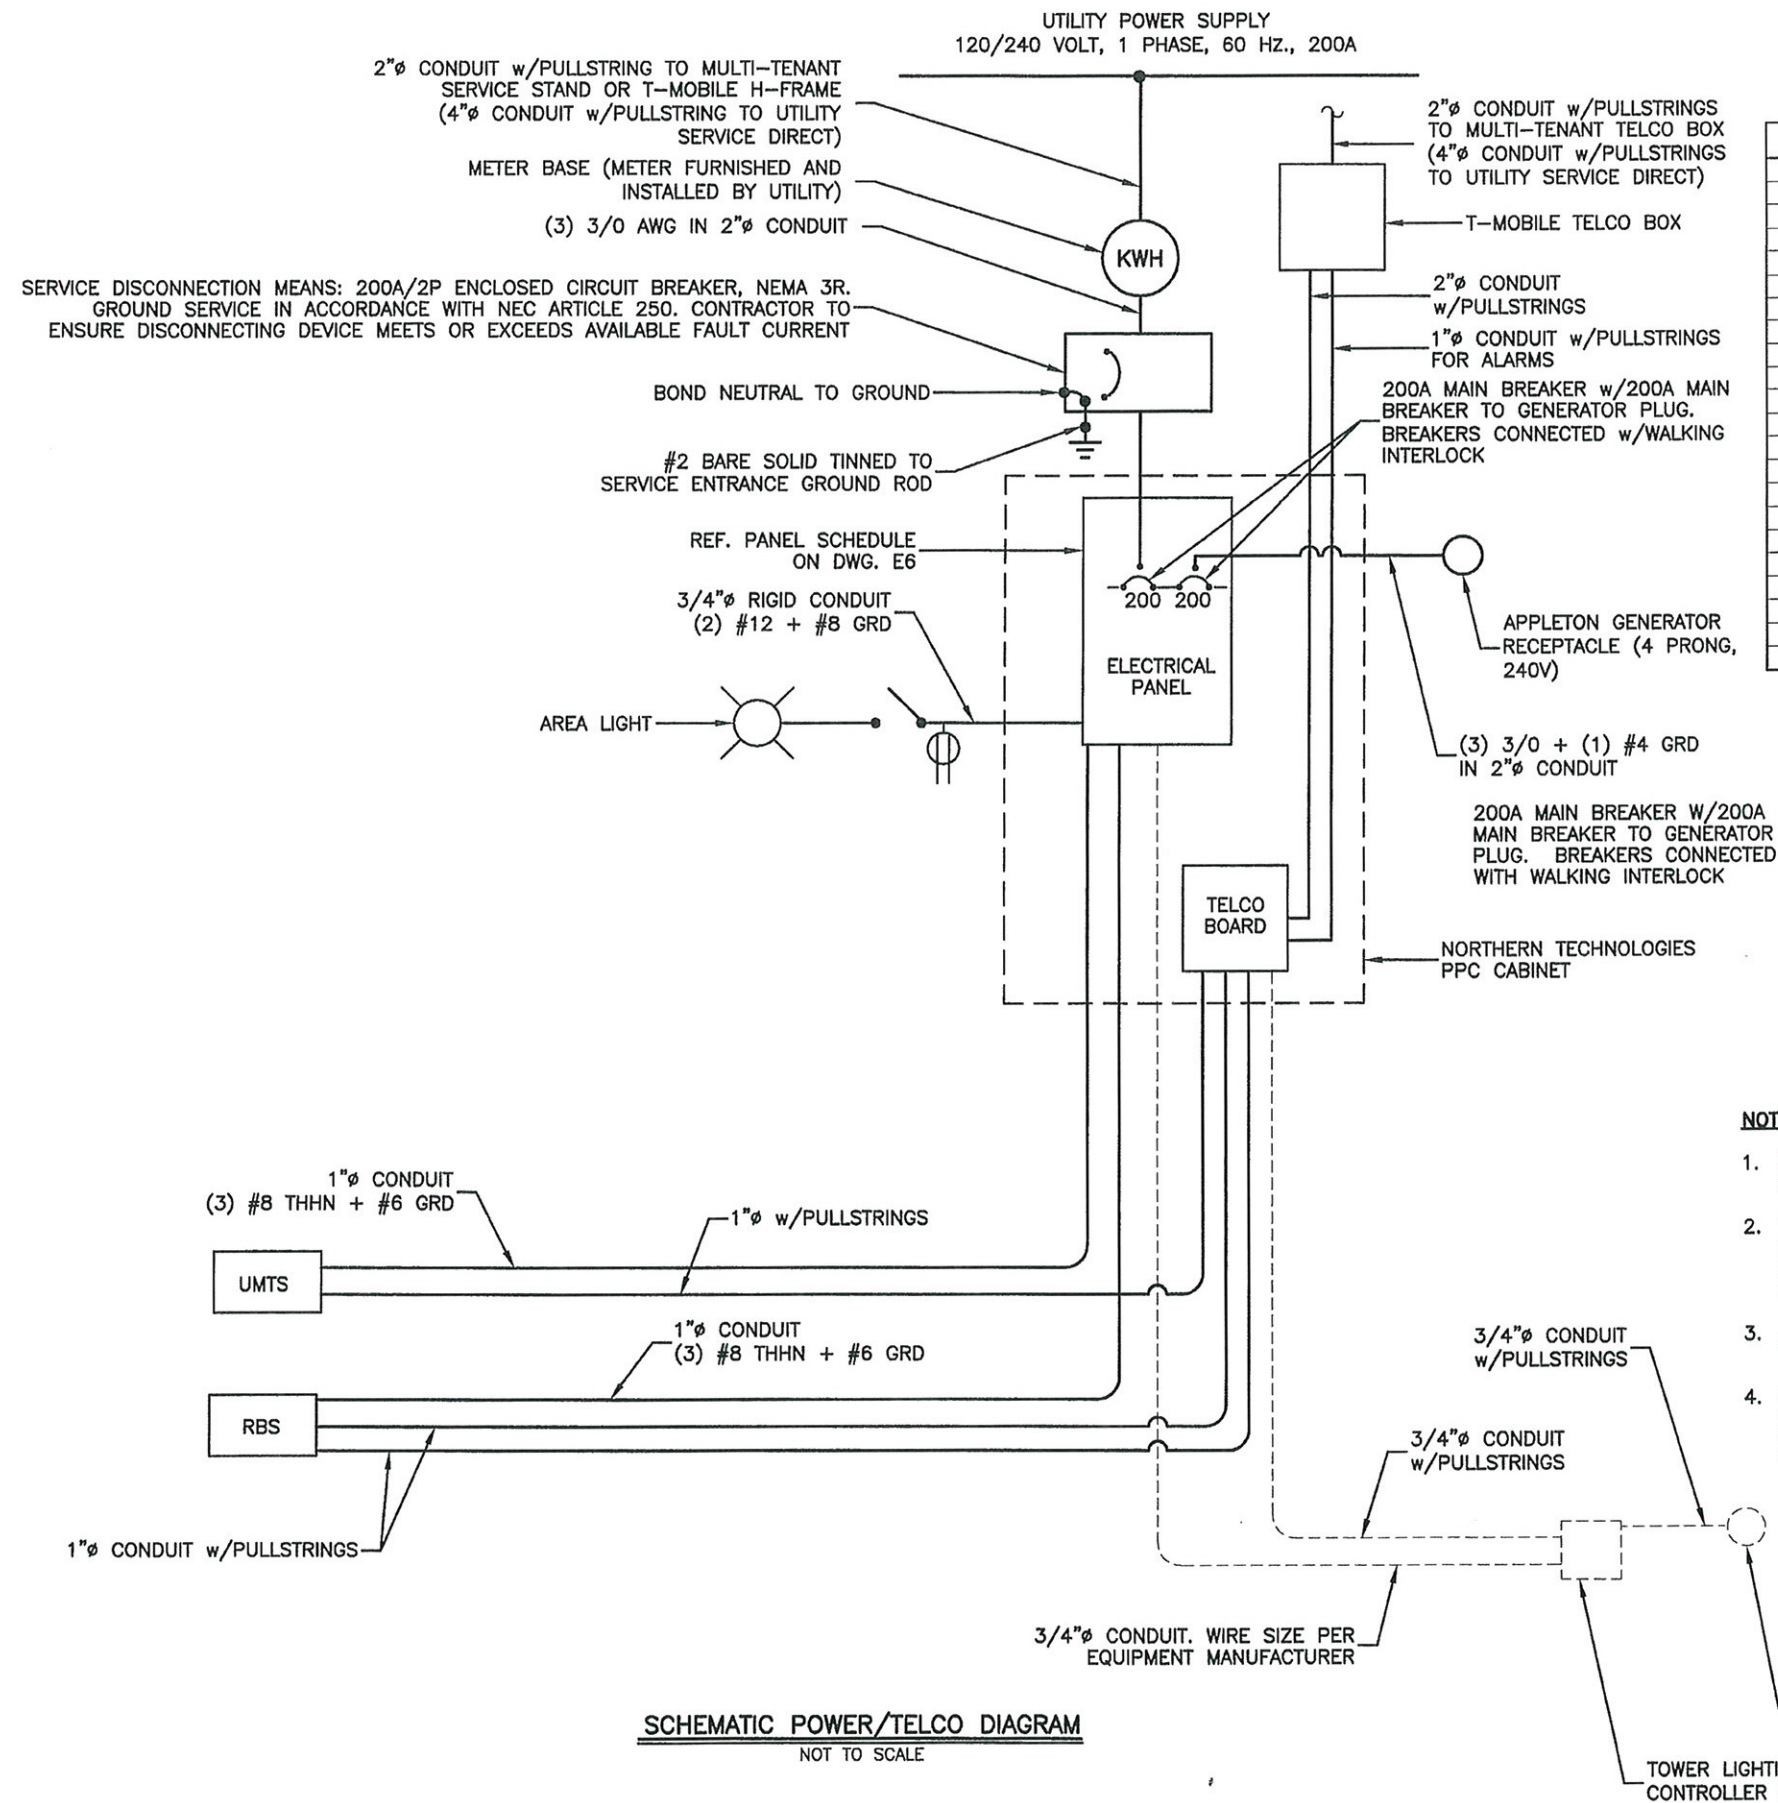 UTILITY POWER SUPPLY
120/240 VOLT, 1 PHASE, 60 Hz., 200A
2"ø CONDUIT w/PULLSTRING TO MULTI-TENANT
SERVICE STAND OR T-MOBILE H-FRAME
(4"ø CONDUIT w/PULLSTRING TO UTILITY
SERVICE DIRECT)
METER BASE (METER FURNISHED AND
INSTALLED BY UTILITY)
(3) 3/0 AWG IN 2"ø CONDUIT
KWH
SERVICE DISCONNECTION MEANS: 200A/2P ENCLOSED CIRCUIT BREAKER, NEMA 3R.
GROUND SERVICE IN ACCORDANCE WITH NEC ARTICLE 250. CONTRACTOR TO
ENSURE DISCONNECTING DEVICE MEETS OR EXCEEDS AVAILABLE FAULT CURRENT
BOND NEUTRAL TO GROUND
#2 BARE SOLID TINNED TO
SERVICE ENTRANCE GROUND ROD
2"ø CONDUIT w/PULLSTRINGS
TO MULTI-TENANT TELCO BOX
(4"ø CONDUIT w/PULLSTRINGS
TO UTILITY SERVICE DIRECT)
T-MOBILE TELCO BOX
2"ø CONDUIT
w/PULLSTRINGS
1"ø CONDUIT w/PULLSTRINGS
FOR ALARMS
200A MAIN BREAKER w/200A MAIN
BREAKER TO GENERATOR PLUG.
BREAKERS CONNECTED w/WALKING
INTERLOCK
REF. PANEL SCHEDULE
ON DWG. E6
3/4"ø RIGID CONDUIT
(2) #12 + #8 GRD
200 200
ELECTRICAL
PANEL
AREA LIGHT
APPLETON GENERATOR
RECEPTACLE (4 PRONG,
240V)
(3) 3/0 + (1) #4 GRD
IN 2"ø CONDUIT
200A MAIN BREAKER W/200A
MAIN BREAKER TO GENERATOR
PLUG. BREAKERS CONNECTED
WITH WALKING INTERLOCK
TELCO
BOARD
NORTHERN TECHNOLOGIES
PPC CABINET
NOT
1.
2.
3.
4.
1"ø CONDUIT
(3) #8 THHN + #6 GRD
1"ø w/PULLSTRINGS
UMTS
1"ø CONDUIT
(3) #8 THHN + #6 GRD
RBS
1"ø CONDUIT w/PULLSTRINGS
3/4"ø CONDUIT
w/PULLSTRINGS
3/4"ø CONDUIT
w/PULLSTRINGS
3/4"ø CONDUIT. WIRE SIZE PER
EQUIPMENT MANUFACTURER
SCHEMATIC POWER/TELCO DIAGRAM
NOT TO SCALE
TOWER LIGHTI
CONTROLLER